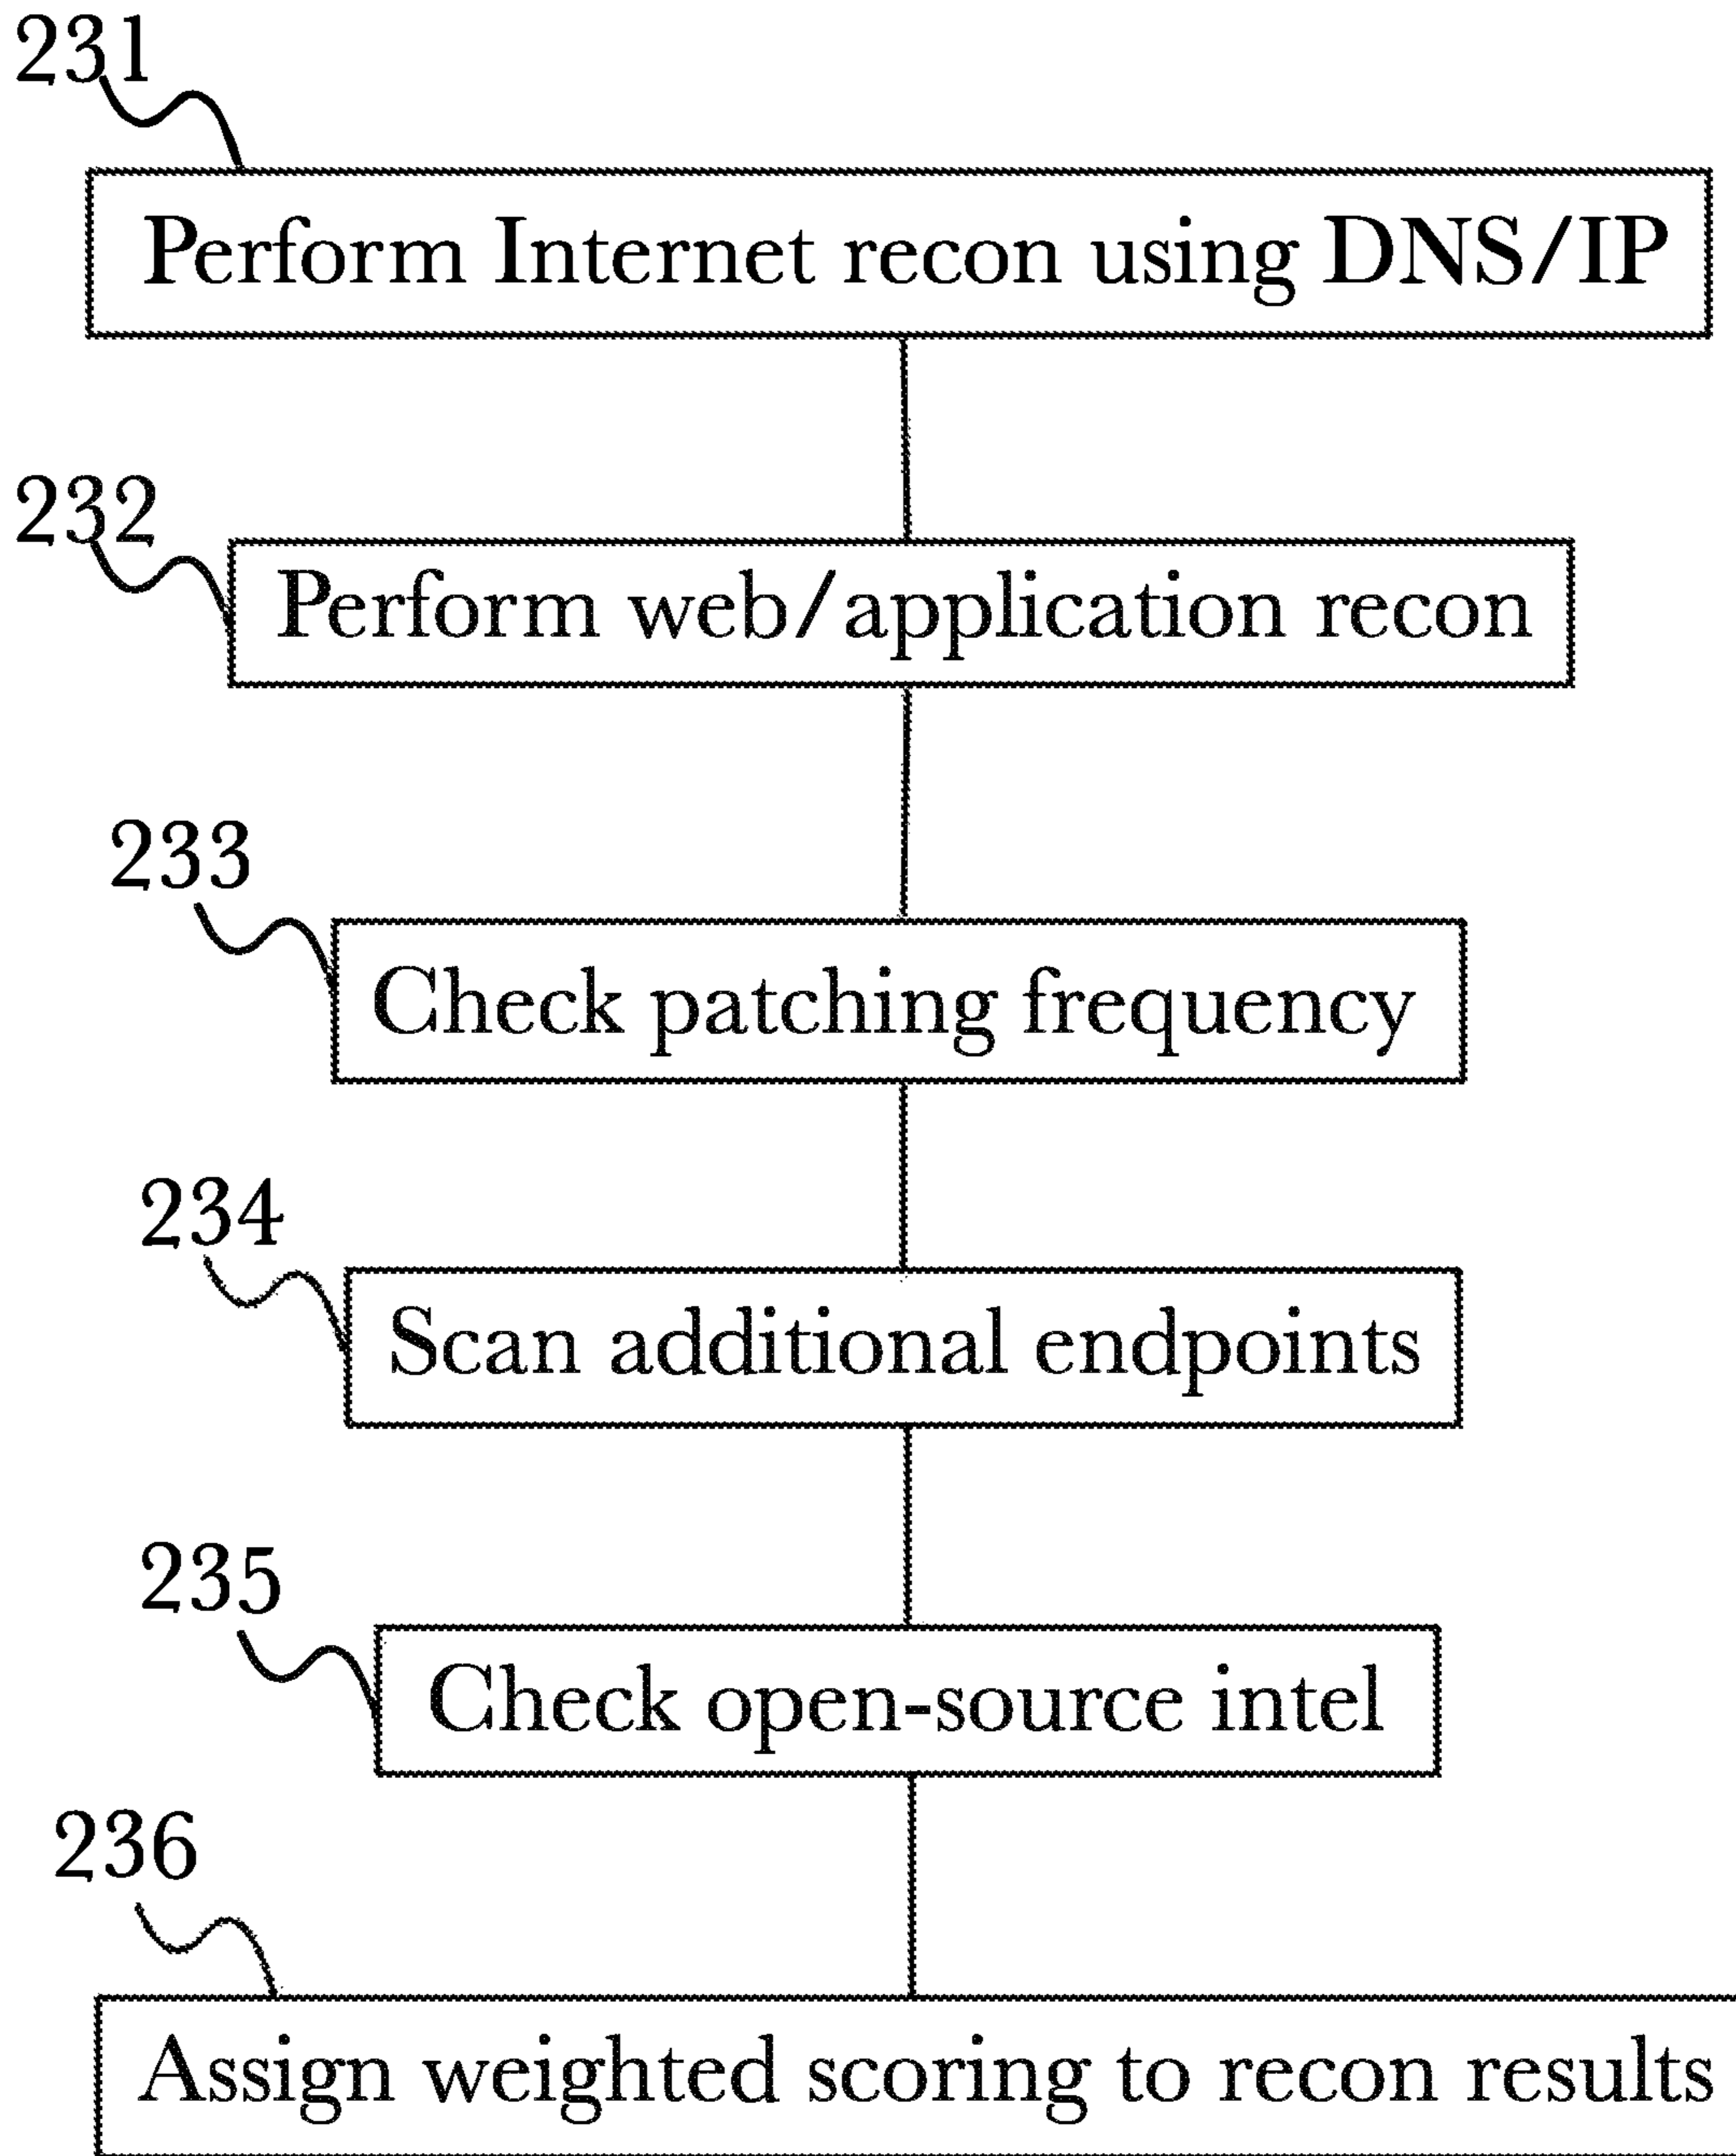 231
Perform Internet recon using DNS/IP
232
Perform web/application recon
233
Check patching frequency
234
Scan additional endpoints
235
Check open-source intel
236
Assign weighted scoring to recon results